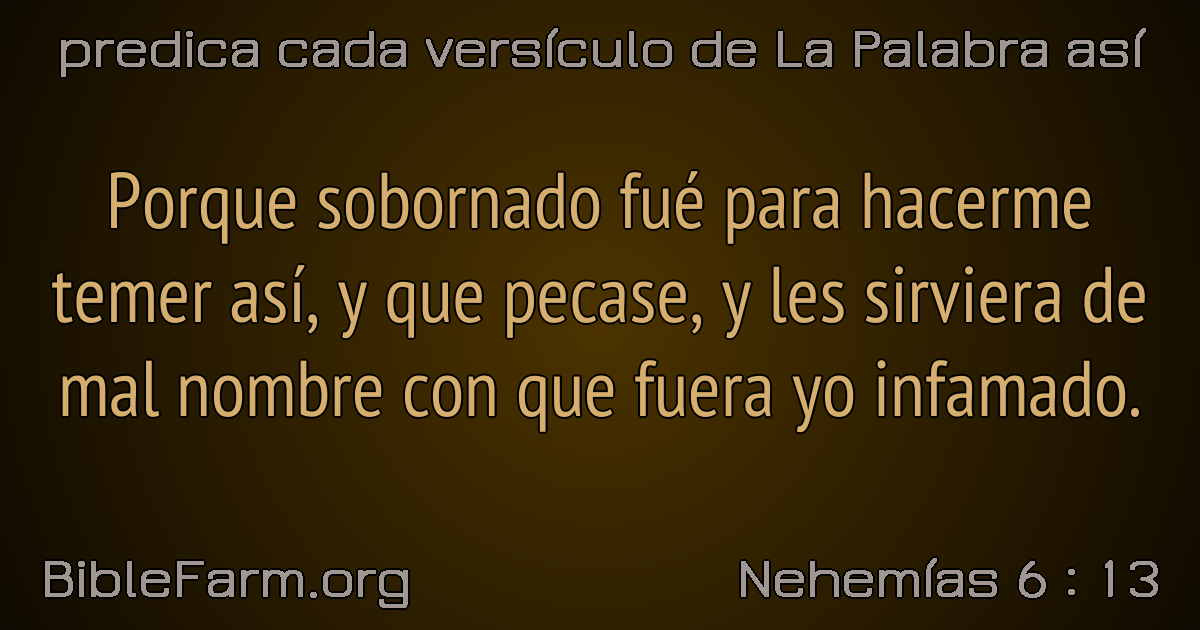 predica cada versículo de La Palabra así
Porque sobornado fué para hacerme
temer así, y que pecase, y les sirviera de
mal nombre con que fuera yo infamado.
BibleFarm.org
Nehemías 6 : 13